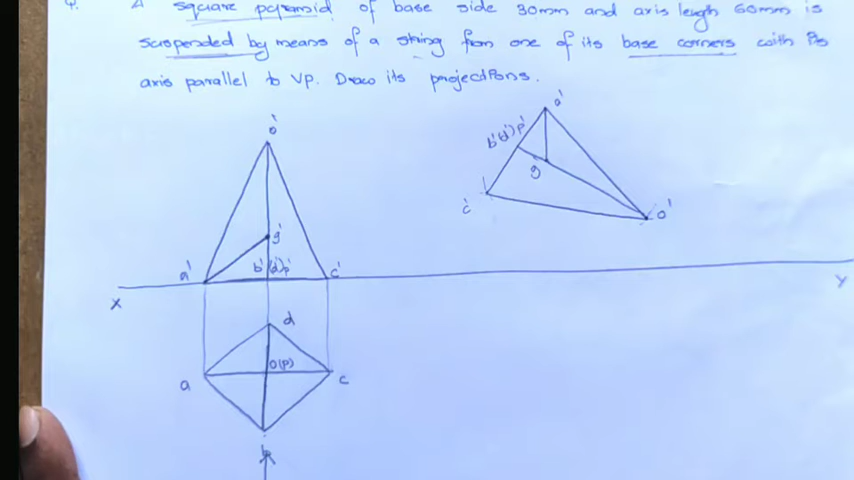 Q. A square pyramid of base side 30mm and axis length 60mm is
suspended by means of a string from one of its base corners with its
axis parallel to VP. Draw its projections.
o'
a'
b'(d')p'
g
c'
o'
g'
a' b'(d')p' c'
X Y
d
a o(p) c
b